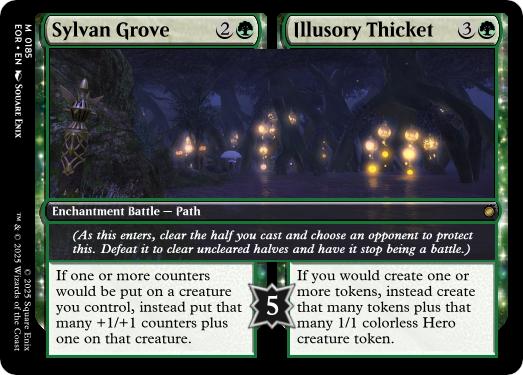 Sylvan Grove 2
Illusory Thicket 3
Enchantment Battle — Path
(As this enters, clear the half you cast and choose an opponent to protect
this. Defeat it to clear uncleared halves and have it stop being a battle.)
If one or more counters
would be put on a creature
you control, instead put that
many +1/+1 counters plus
one on that creature.
5
If you would create one or
more tokens, instead create
that many tokens plus that
many 1/1 colorless Hero
creature token.
M 0185
EOR • EN SQUARE ENIX
™ & © 2025 Wizards of the Coast
© 2025 Square Enix